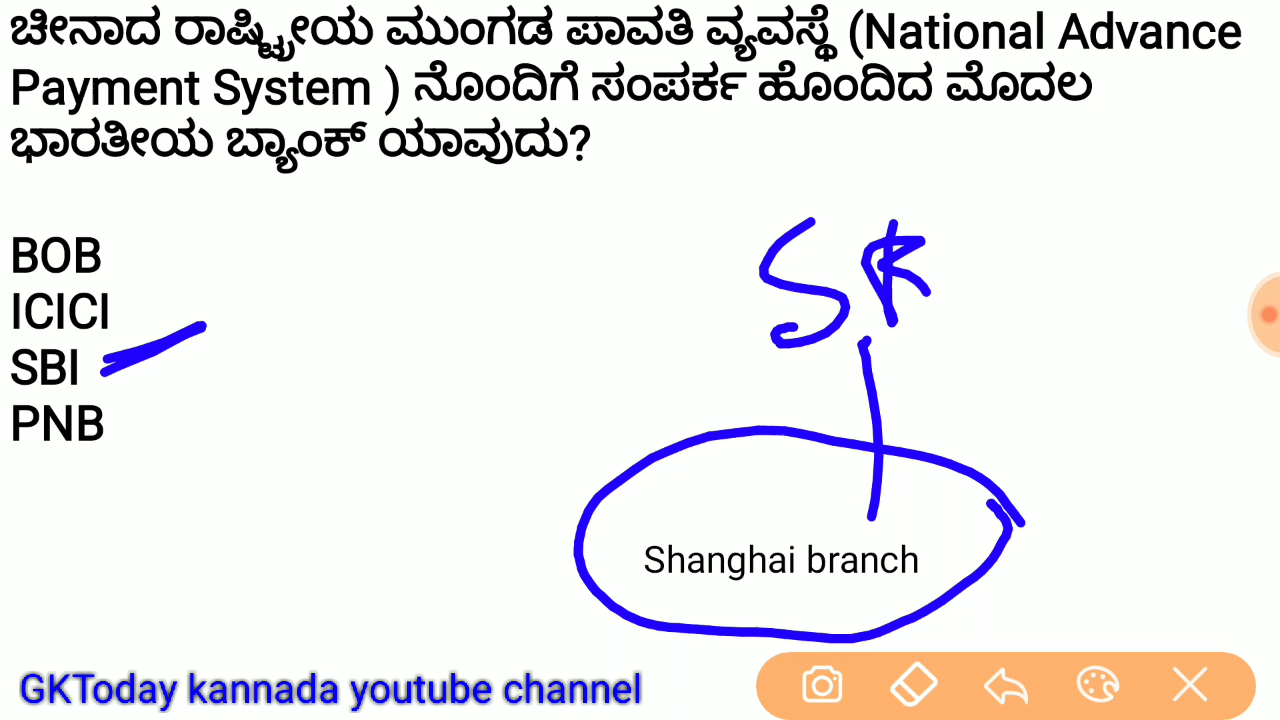 ಚೀನಾದ ರಾಷ್ಟ್ರೀಯ ಮುಂಗಡ ಪಾವತಿ ವ್ಯವಸ್ಥೆ (National Advance
Payment System ) ನೊಂದಿಗೆ ಸಂಪರ್ಕ ಹೊಂದಿದ ಮೊದಲ
ಭಾರತೀಯ ಬ್ಯಾಂಕ್ ಯಾವುದು?
BOB
ICICI
SBI
PNB
Shanghai branch
GKToday kannada youtube channel